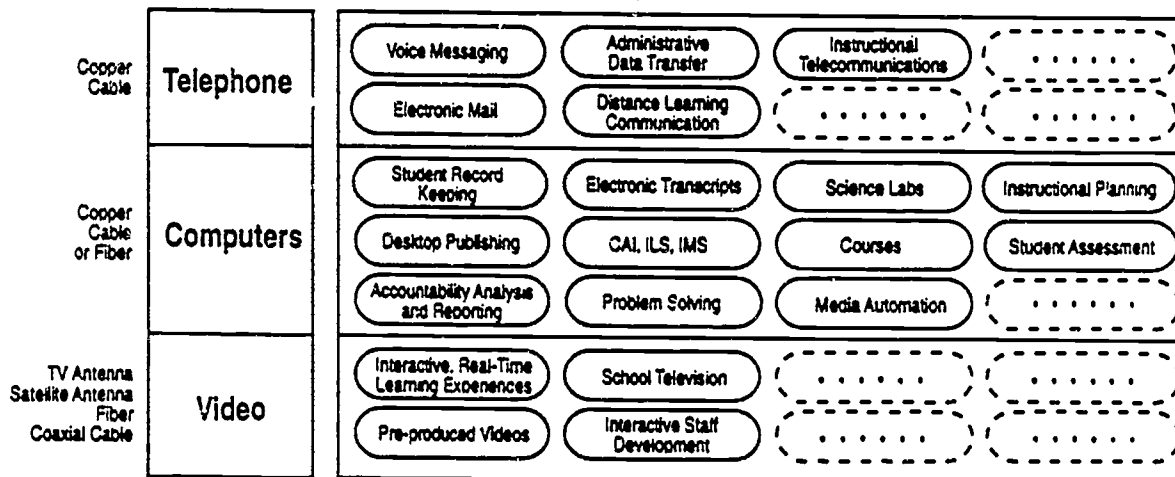 Copper
Cable
Telephone
Voice Messaging
Administrative
Data Transfer
Instructional
Telecommunications
. . . . . .
Electronic Mail
Distance Learning
Communication
. . . . . .
. . . . . .
Copper
Cable
or Fiber
Computers
Student Record
Keeping
Electronic Transcripts
Science Labs
Instructional Planning
Desktop Publishing
CAI, ILS, IMS
Courses
Student Assessment
Accountability Analysis
and Reporting
Problem Solving
Media Automation
. . . . . .
TV Antenna
Satellite Antenna
Fiber
Coaxial Cable
Video
Interactive, Real-Time
Learning Experiences
School Television
. . . . . .
. . . . . .
Pre-produced Videos
Interactive Staff
Development
. . . . . .
. . . . . .